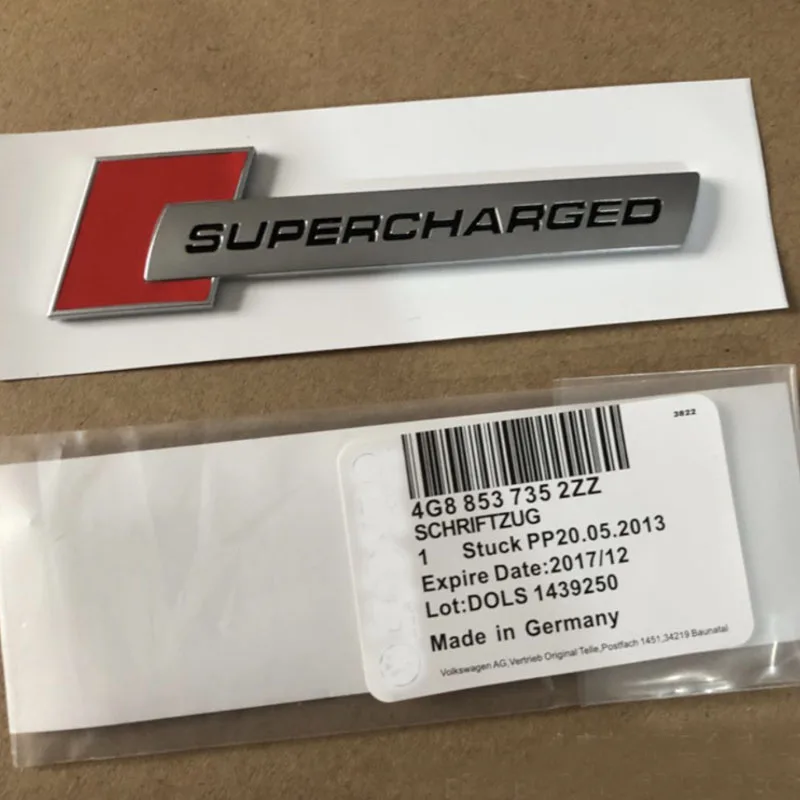 SUPERCHARGED
3822
4G8 853 735 2ZZ
SCHRIFTZUG
1 Stuck PP20.05.2013
Expire Date:2017/12
Lot:DOLS 1439250
Made in Germany
Volkswagen AG,Vertrieb Original Teile,Postfach 1451,34219 Baunatal